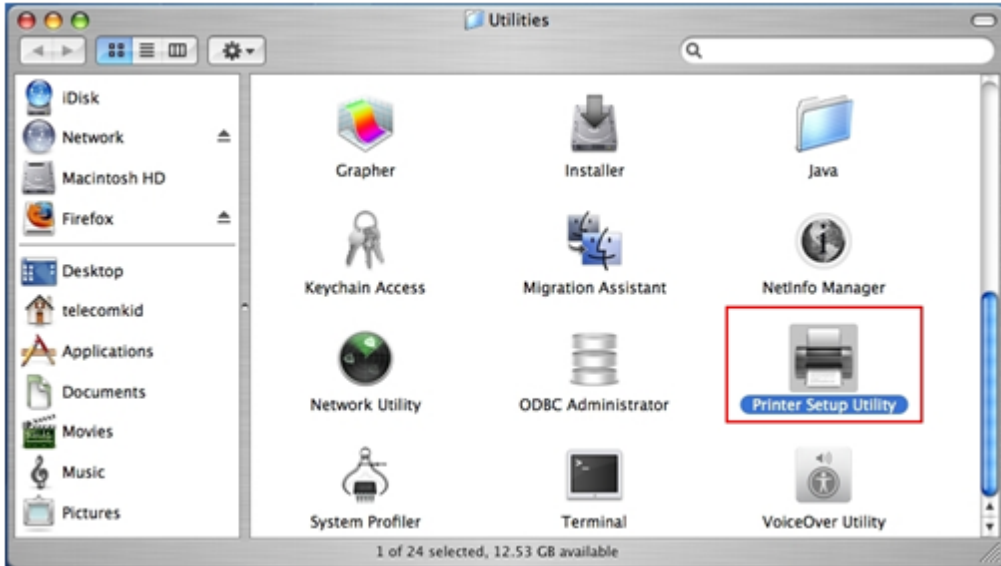 Utilities
iDisk
Network
Macintosh HD
Firefox
Desktop
telecomkid
Applications
Documents
Movies
Music
Pictures
Grapher
Installer
Java
Keychain Access
Migration Assistant
NetInfo Manager
Network Utility
ODBC Administrator
Printer Setup Utility
System Profiler
Terminal
VoiceOver Utility
1 of 24 selected, 12.53 GB available